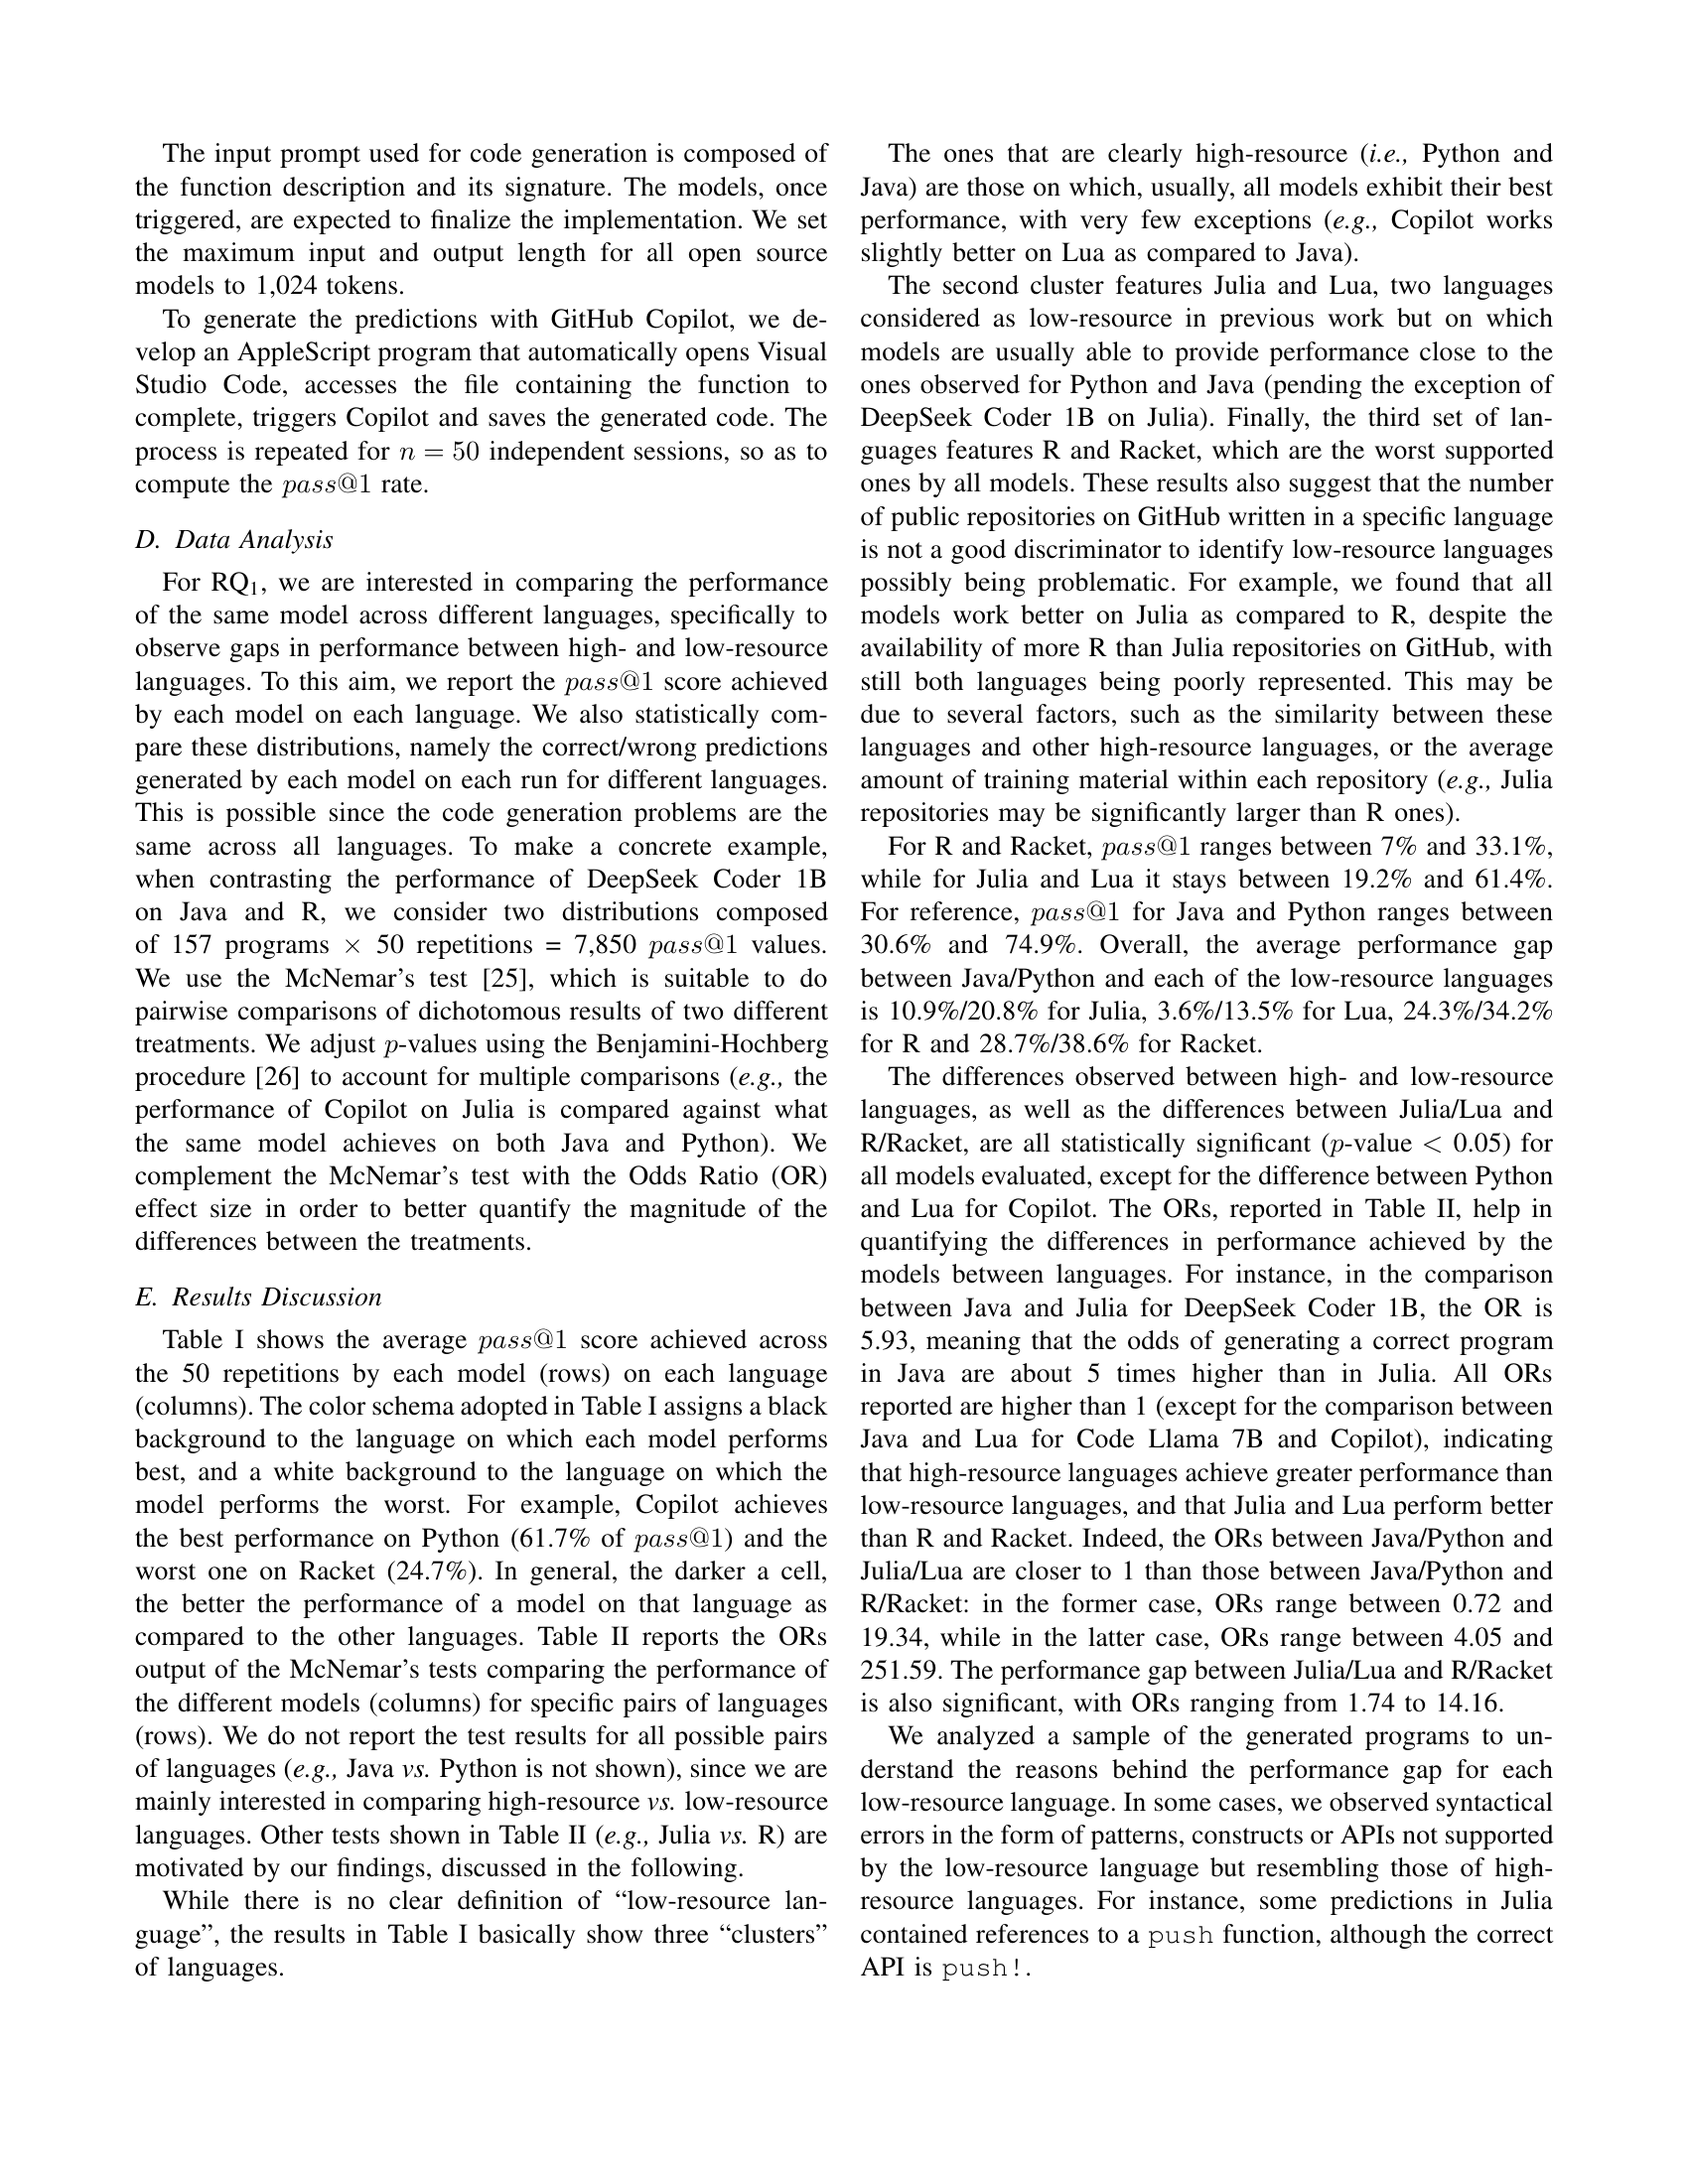 The input prompt used for code generation is composed of
the function description and its signature. The models, once
triggered, are expected to finalize the implementation. We set
the maximum input and output length for all open source
models to 1,024 tokens.
To generate the predictions with GitHub Copilot, we de-
velop an AppleScript program that automatically opens Visual
Studio Code, accesses the file containing the function to
complete, triggers Copilot and saves the generated code. The
process is repeated for n = 50 independent sessions, so as to
compute the pass@1 rate.
D. Data Analysis
For RQ1, we are interested in comparing the performance
of the same model across different languages, specifically to
observe gaps in performance between high- and low-resource
languages. To this aim, we report the pass@1 score achieved
by each model on each language. We also statistically com-
pare these distributions, namely the correct/wrong predictions
generated by each model on each run for different languages.
This is possible since the code generation problems are the
same across all languages. To make a concrete example,
when contrasting the performance of DeepSeek Coder 1B
on Java and R, we consider two distributions composed
of 157 programs × 50 repetitions = 7,850 pass@1 values.
We use the McNemar's test [25], which is suitable to do
pairwise comparisons of dichotomous results of two different
treatments. We adjust p-values using the Benjamini-Hochberg
procedure [26] to account for multiple comparisons (e.g., the
performance of Copilot on Julia is compared against what
the same model achieves on both Java and Python). We
complement the McNemar's test with the Odds Ratio (OR)
effect size in order to better quantify the magnitude of the
differences between the treatments.
E. Results Discussion
Table I shows the average pass@1 score achieved across
the 50 repetitions by each model (rows) on each language
(columns). The color schema adopted in Table I assigns a black
background to the language on which each model performs
best, and a white background to the language on which the
model performs the worst. For example, Copilot achieves
the best performance on Python (61.7% of pass@1) and the
worst one on Racket (24.7%). In general, the darker a cell,
the better the performance of a model on that language as
compared to the other languages. Table II reports the ORs
output of the McNemar's tests comparing the performance of
the different models (columns) for specific pairs of languages
(rows). We do not report the test results for all possible pairs
of languages (e.g., Java vs. Python is not shown), since we are
mainly interested in comparing high-resource vs. low-resource
languages. Other tests shown in Table II (e.g., Julia vs. R) are
motivated by our findings, discussed in the following.
While there is no clear definition of “low-resource lan-
guage”, the results in Table I basically show three “clusters”
of languages.
The ones that are clearly high-resource (i.e., Python and
Java) are those on which, usually, all models exhibit their best
performance, with very few exceptions (e.g., Copilot works
slightly better on Lua as compared to Java).
The second cluster features Julia and Lua, two languages
considered as low-resource in previous work but on which
models are usually able to provide performance close to the
ones observed for Python and Java (pending the exception of
DeepSeek Coder 1B on Julia). Finally, the third set of lan-
guages features R and Racket, which are the worst supported
ones by all models. These results also suggest that the number
of public repositories on GitHub written in a specific language
is not a good discriminator to identify low-resource languages
possibly being problematic. For example, we found that all
models work better on Julia as compared to R, despite the
availability of more R than Julia repositories on GitHub, with
still both languages being poorly represented. This may be
due to several factors, such as the similarity between these
languages and other high-resource languages, or the average
amount of training material within each repository (e.g., Julia
repositories may be significantly larger than R ones).
For R and Racket, pass@1 ranges between 7% and 33.1%,
while for Julia and Lua it stays between 19.2% and 61.4%.
For reference, pass@1 for Java and Python ranges between
30.6% and 74.9%. Overall, the average performance gap
between Java/Python and each of the low-resource languages
is 10.9%/20.8% for Julia, 3.6%/13.5% for Lua, 24.3%/34.2%
for R and 28.7%/38.6% for Racket.
The differences observed between high- and low-resource
languages, as well as the differences between Julia/Lua and
R/Racket, are all statistically significant (p-value < 0.05) for
all models evaluated, except for the difference between Python
and Lua for Copilot. The ORs, reported in Table II, help in
quantifying the differences in performance achieved by the
models between languages. For instance, in the comparison
between Java and Julia for DeepSeek Coder 1B, the OR is
5.93, meaning that the odds of generating a correct program
in Java are about 5 times higher than in Julia. All ORs
reported are higher than 1 (except for the comparison between
Java and Lua for Code Llama 7B and Copilot), indicating
that high-resource languages achieve greater performance than
low-resource languages, and that Julia and Lua perform better
than R and Racket. Indeed, the ORs between Java/Python and
Julia/Lua are closer to 1 than those between Java/Python and
R/Racket: in the former case, ORs range between 0.72 and
19.34, while in the latter case, ORs range between 4.05 and
251.59. The performance gap between Julia/Lua and R/Racket
is also significant, with ORs ranging from 1.74 to 14.16.
We analyzed a sample of the generated programs to un-
derstand the reasons behind the performance gap for each
low-resource language. In some cases, we observed syntactical
errors in the form of patterns, constructs or APIs not supported
by the low-resource language but resembling those of high-
resource languages. For instance, some predictions in Julia
contained references to a push function, although the correct
API is push!.